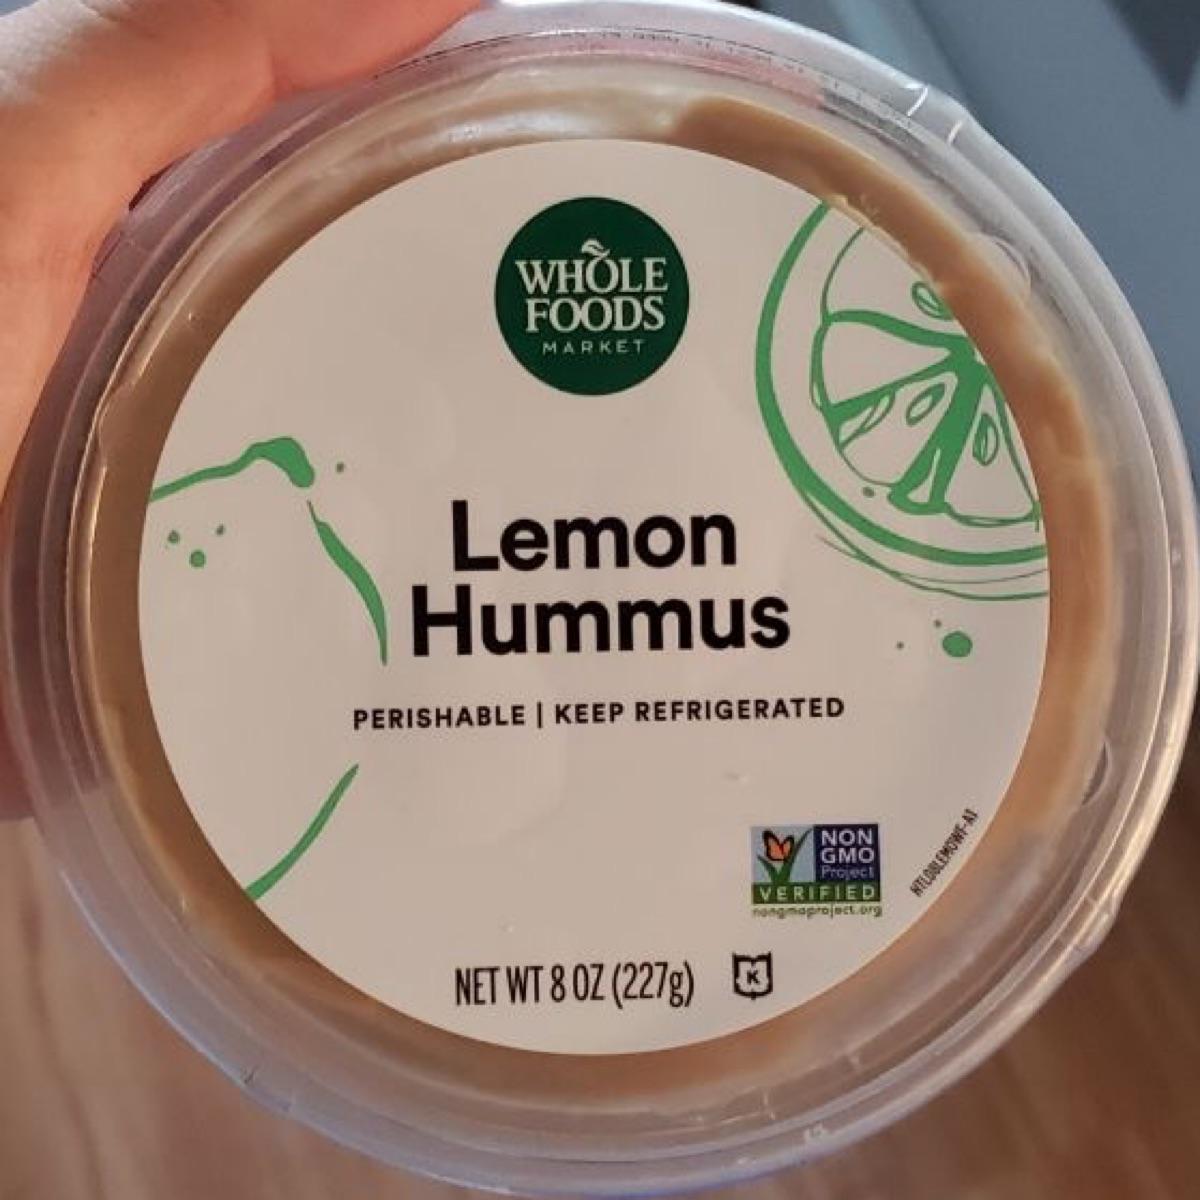 WHOLE
FOODS
MARKET
Lemon
Hummus
PERISHABLE | KEEP REFRIGERATED
NON
GMO
Project
VERIFIED
nongmoproject.org
NET WT 8 OZ (227g)
K